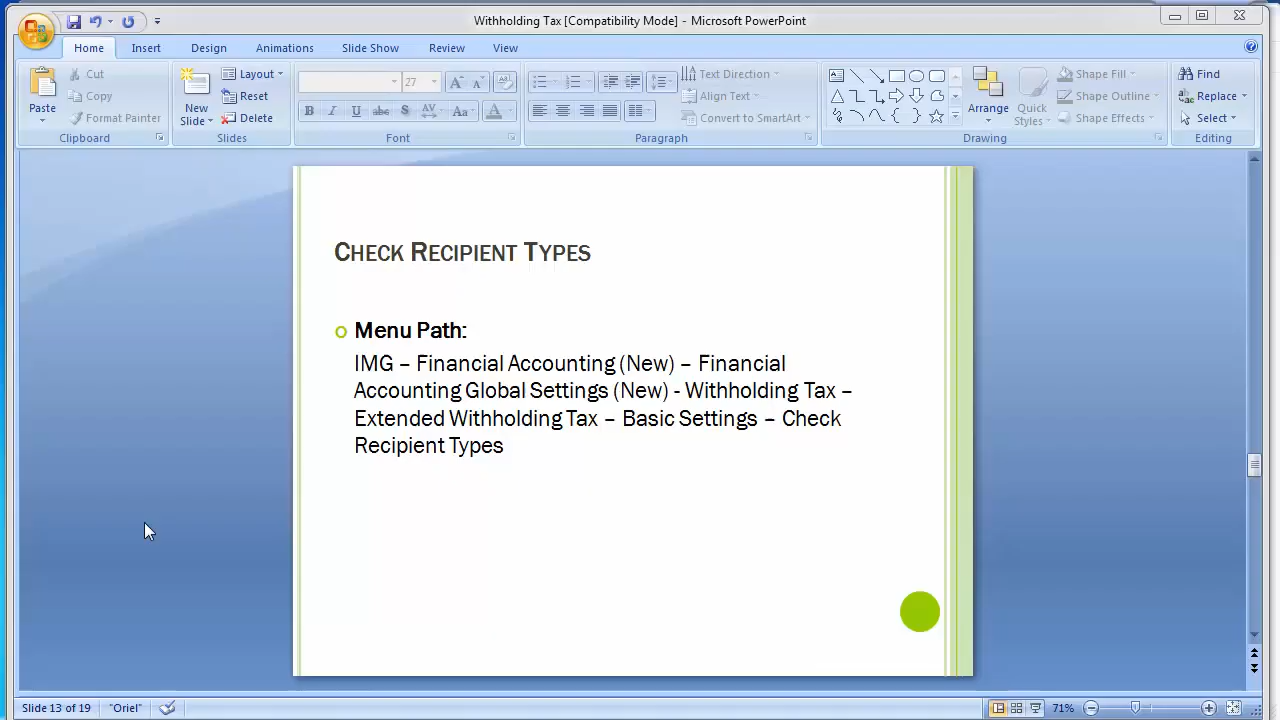 Withholding Tax [Compatibility Mode] - Microsoft PowerPoint
Home Insert Design Animations Slide Show Review View
Paste
Cut
Copy
Format Painter
Clipboard
New Slide
Layout
Reset
Delete
Slides
27
B I U abc S AV Aa A
Font
Text Direction
Align Text
Convert to SmartArt
Paragraph
Arrange
Quick Styles
Shape Fill
Shape Outline
Shape Effects
Drawing
Find
Replace
Select
Editing
CHECK RECIPIENT TYPES
Menu Path:
IMG – Financial Accounting (New) – Financial
Accounting Global Settings (New) - Withholding Tax –
Extended Withholding Tax – Basic Settings – Check
Recipient Types
Slide 13 of 19 "Oriel" 71%